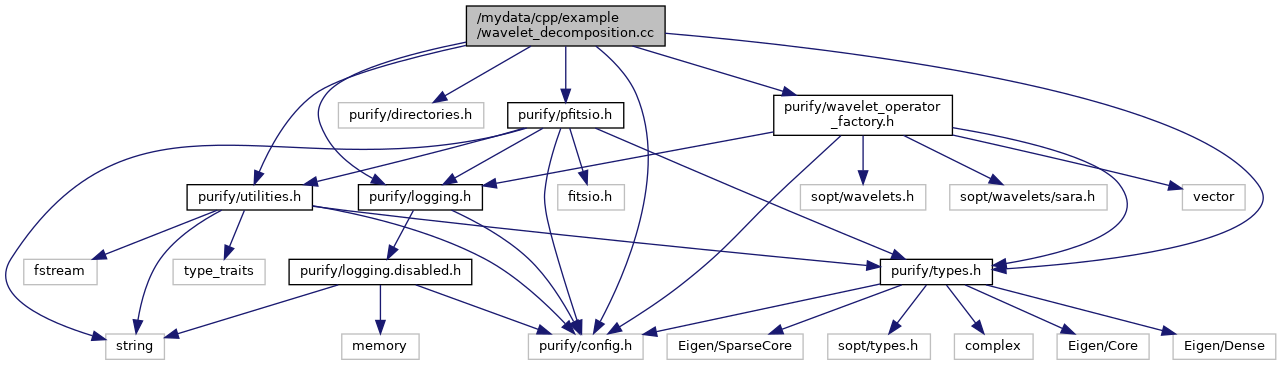 /mydata/cpp/example
/wavelet_decomposition.cc
purify/directories.h
purify/pfitsio.h
purify/wavelet_operator
_factory.h
purify/utilities.h
purify/logging.h
fitsio.h
sopt/wavelets.h
sopt/wavelets/sara.h
vector
fstream
type_traits
purify/logging.disabled.h
purify/types.h
string
memory
purify/config.h
Eigen/SparseCore
sopt/types.h
complex
Eigen/Core
Eigen/Dense